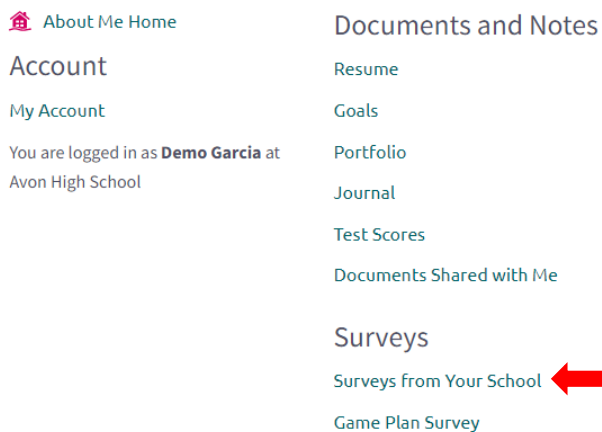 About Me Home
Account
My Account
You are logged in as Demo Garcia at
Avon High School
Documents and Notes
Resume
Goals
Portfolio
Journal
Test Scores
Documents Shared with Me
Surveys
Surveys from Your School
Game Plan Survey